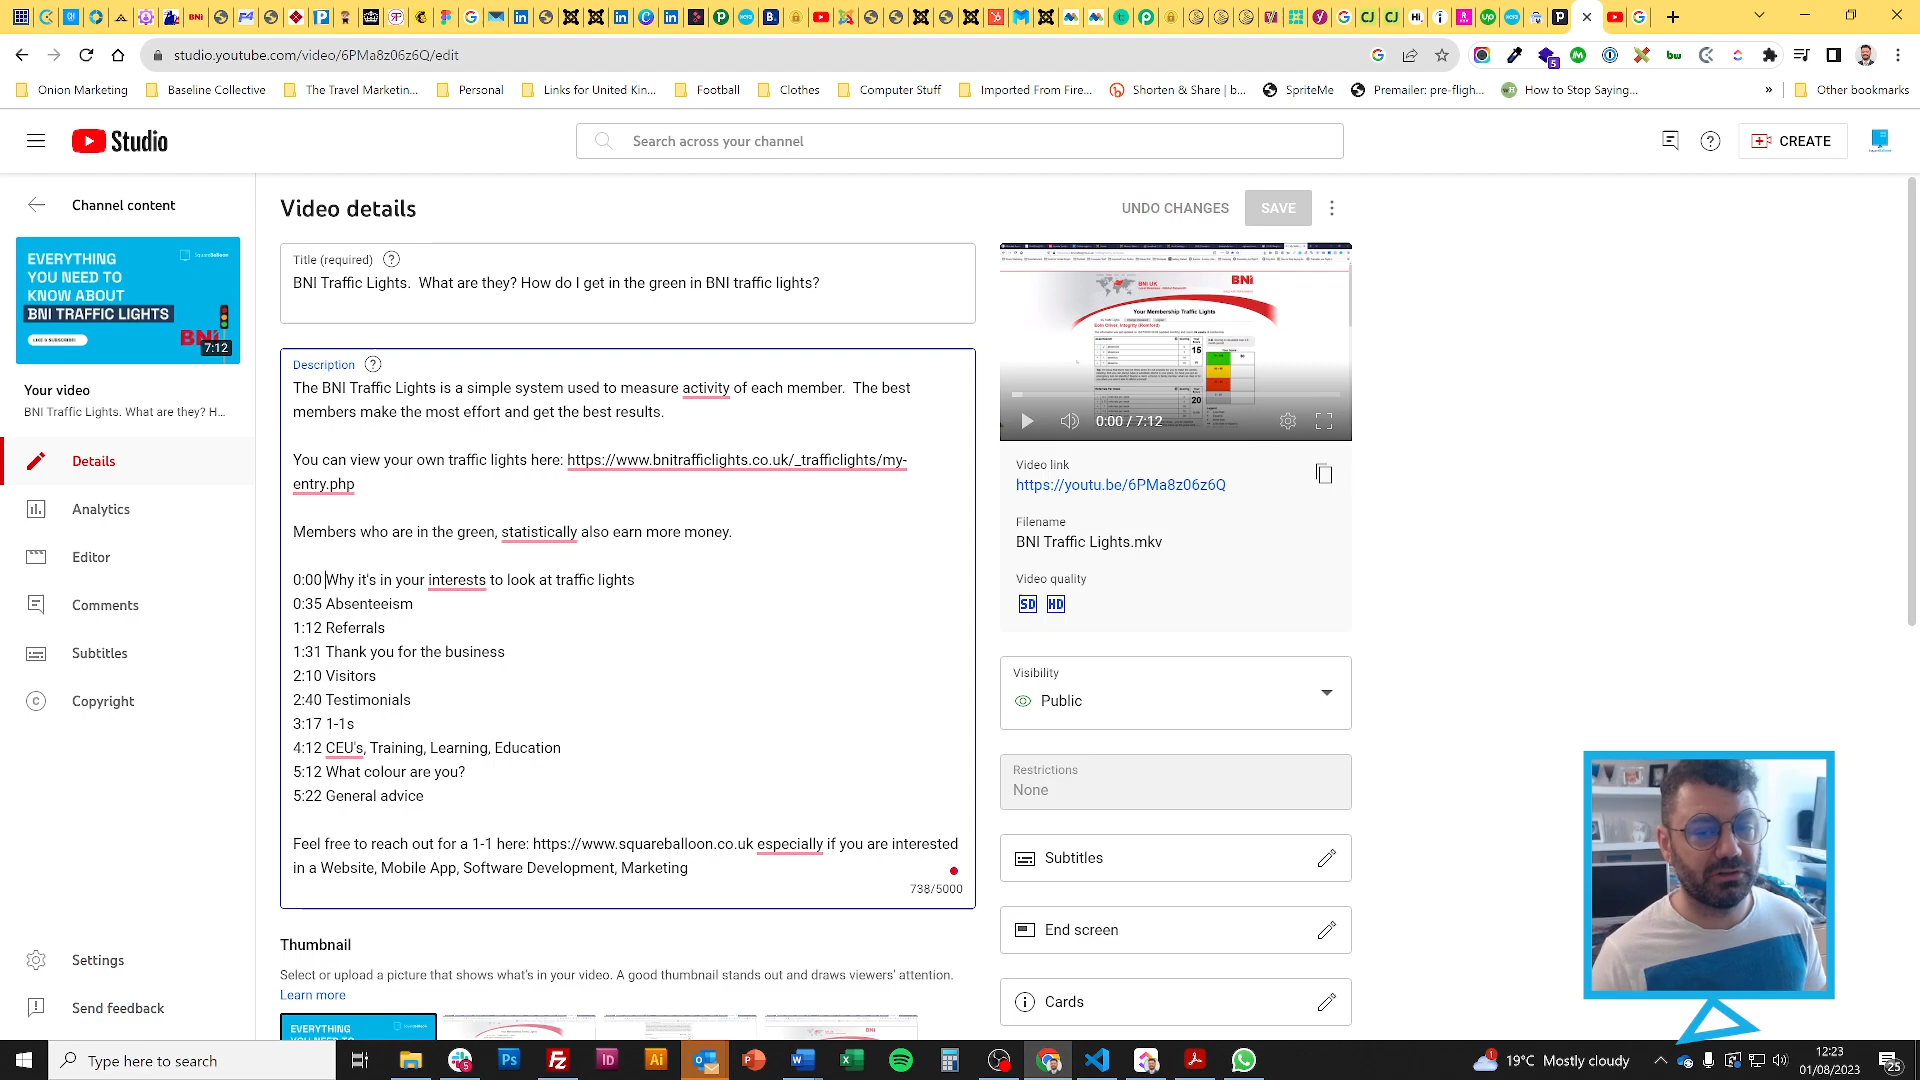 studio.youtube.com/video/6PMa8z06z6Q/edit
Onion Marketing
Baseline Collective
The Travel Marketin...
Personal
Links for United Kin...
Football
Clothes
Computer Stuff
Imported From Fire...
Shorten & Share | b...
SpriteMe
Premailer: pre-fligh...
How to Stop Saying,...
»
Other bookmarks
Studio
Search across your channel
CREATE
Channel content
Video details
UNDO CHANGES
SAVE
EVERYTHING
YOU NEED TO
KNOW ABOUT
BNI TRAFFIC LIGHTS
SquareBalloon
LIKE & SUBSCRIBE!
BNI
7:12
Your video
BNI Traffic Lights. What are they? H...
Details
Analytics
Editor
Comments
Subtitles
Copyright
Settings
Send feedback
Title (required)
BNI Traffic Lights.  What are they? How do I get in the green in BNI traffic lights?
Description
The BNI Traffic Lights is a simple system used to measure activity of each member.  The best
members make the most effort and get the best results.
You can view your own traffic lights here: https://www.bnitrafficlights.co.uk/_trafficlights/my-
entry.php
Members who are in the green, statistically also earn more money.
0:00 Why it's in your interests to look at traffic lights
0:35 Absenteeism
1:12 Referrals
1:31 Thank you for the business
2:10 Visitors
2:40 Testimonials
3:17 1-1s
4:12 CEU's, Training, Learning, Education
5:12 What colour are you?
5:22 General advice
Feel free to reach out for a 1-1 here: https://www.squareballoon.co.uk especially if you are interested
in a Website, Mobile App, Software Development, Marketing
738/5000
Thumbnail
Select or upload a picture that shows what's in your video. A good thumbnail stands out and draws viewers' attention.
Learn more
EVERYTHING
BNI UK
BNI
Your Membership Traffic Lights
Eoin Oliver, Integrity (Romford)
15
20
0:00 / 7:12
Video link
https://youtu.be/6PMa8z06z6Q
Filename
BNI Traffic Lights.mkv
Video quality
SD HD
Visibility
Public
Restrictions
None
Subtitles
End screen
Cards
Type here to search
19°C Mostly cloudy
12:23
01/08/2023
25